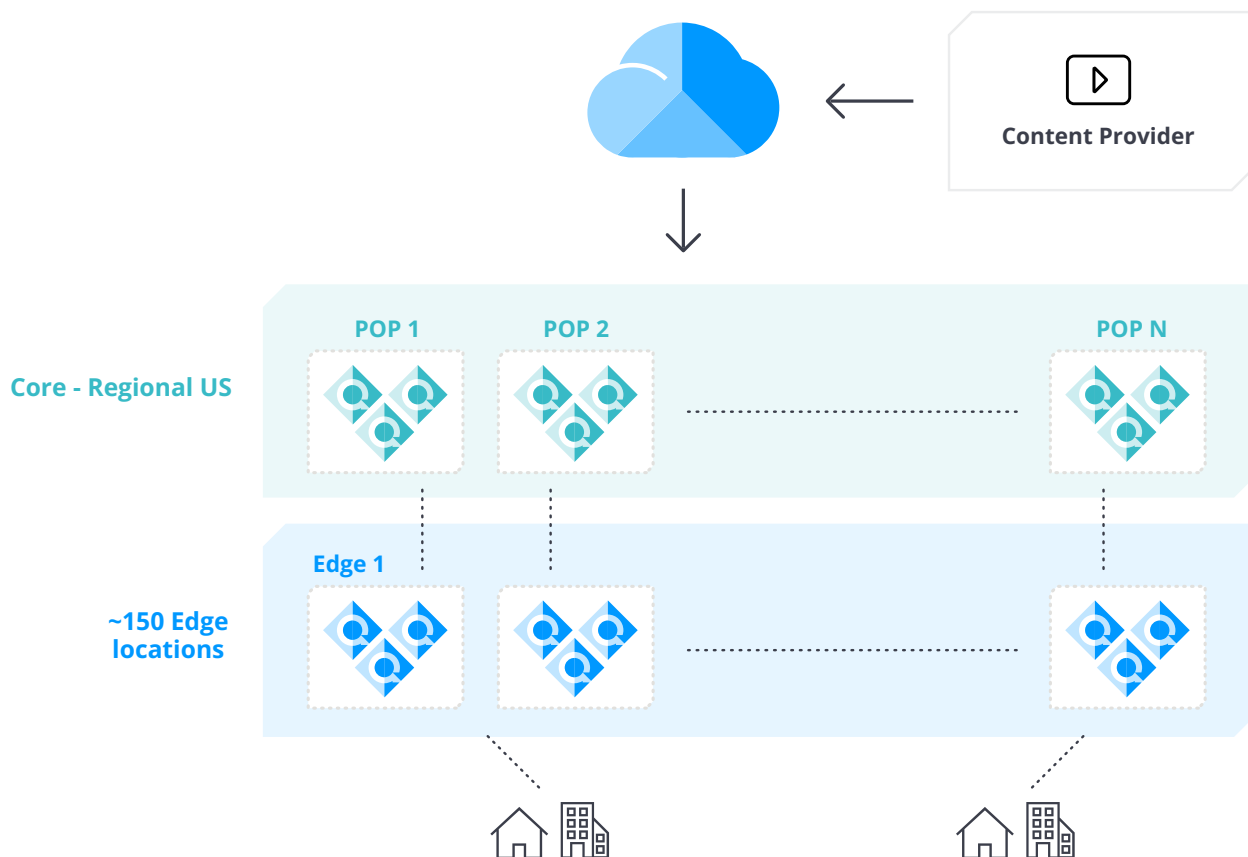 Content Provider
POP 1
POP 2
POP N
Core - Regional US
Edge 1
~150 Edge
locations